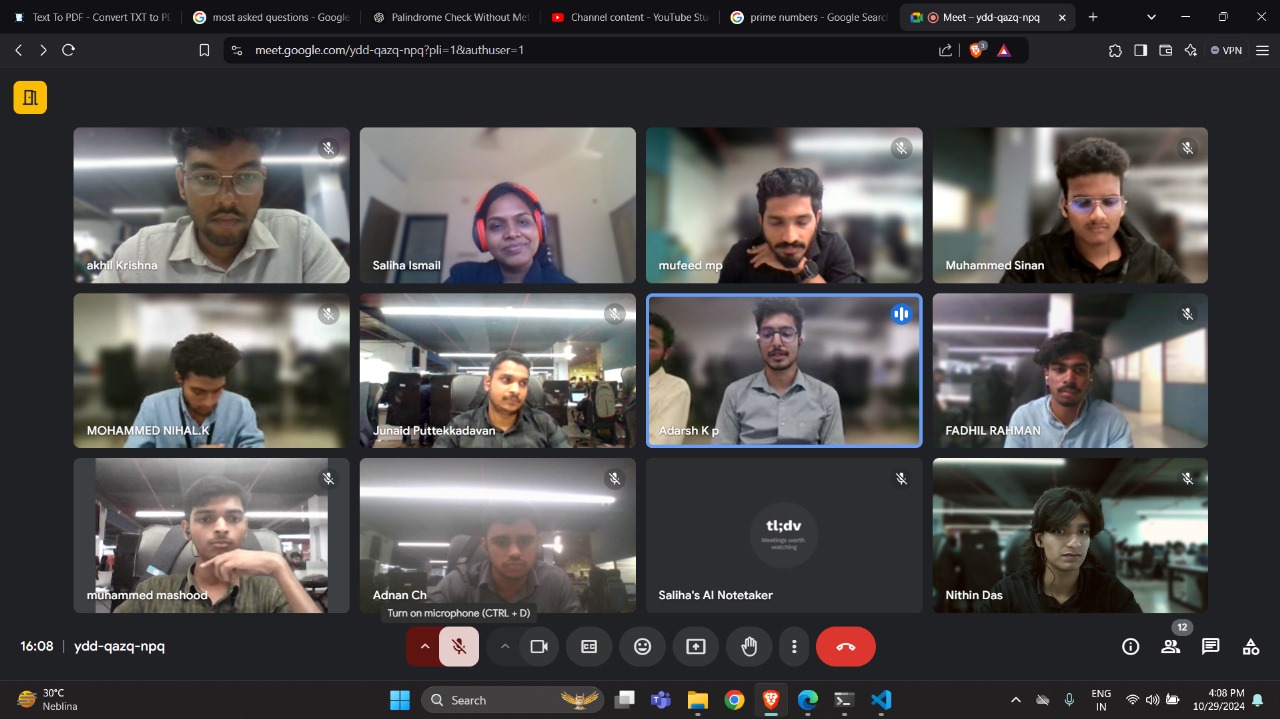 Text To PDF - Convert TXT to PD
most asked questions - Google
Palindrome Check Without Met
Channel content - YouTube Stu
prime numbers - Google Searc
Meet – ydd-qazq-npq
meet.google.com/ydd-qazq-npq?pli=1&authuser=1
3
VPN
akhil Krishna
Saliha Ismail
mufeed mp
Muhammed Sinan
MOHAMMED NIHAL.K
Junaid Puttekkadavan
Adarsh K p
FADHIL RAHMAN
muhammed mashood
Adnan Ch
tl;dv
Meetings worth
watching
Saliha's AI Notetaker
Nithin Das
Turn on microphone (CTRL + D)
16:08 | ydd-qazq-npq
12
30°C
Neblina
Search
ENG
IN
4:08 PM
10/29/2024